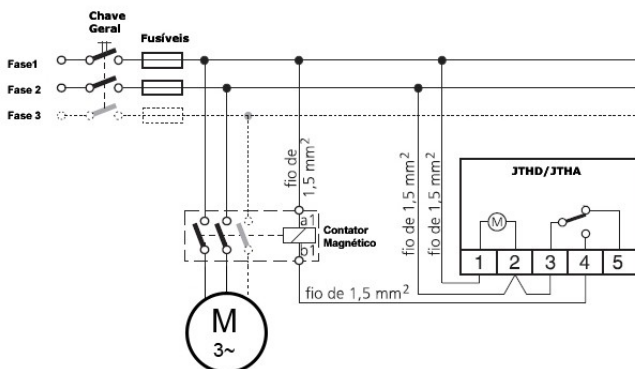 Chave
Geral
Fusíveis
Fase1
Fase 2
Fase 3
fio de
1,5 mm²
fio de 1,5 mm²
fio de 1,5 mm²
JTHD/JTHA
M
a1
b1
Contator
Magnético
1 2 3 4 5
fio de 1,5 mm²
M
3~